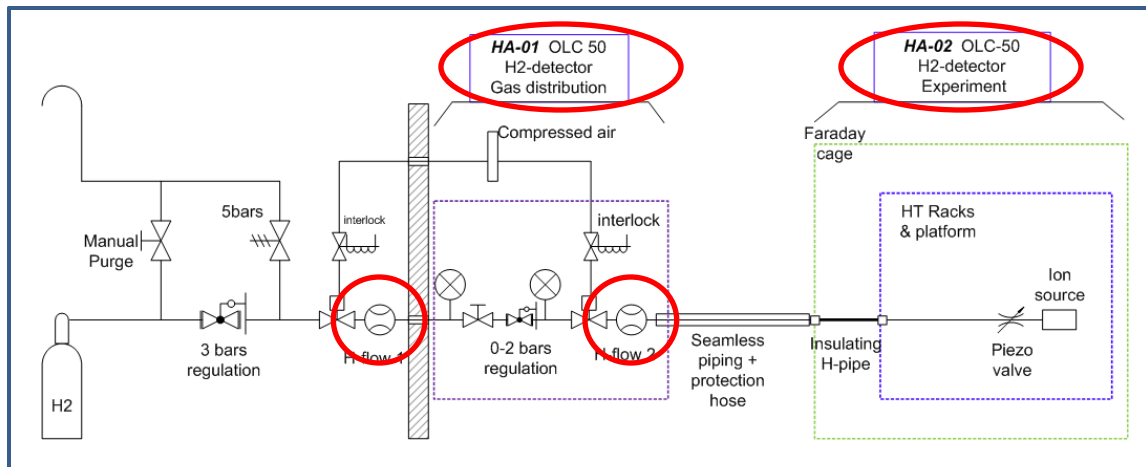 HA-01 OLC 50
H2-detector
Gas distribution
HA-02 OLC-50
H2-detector
Experiment
Compressed air
Faraday
cage
5bars
interlock
interlock
HT Racks
& platform
Manual
Purge
Ion
source
H-flow 1
H-flow 2
3 bars
regulation
0-2 bars
regulation
Seamless
piping +
protection
hose
Insulating
H-pipe
Piezo
valve
H2